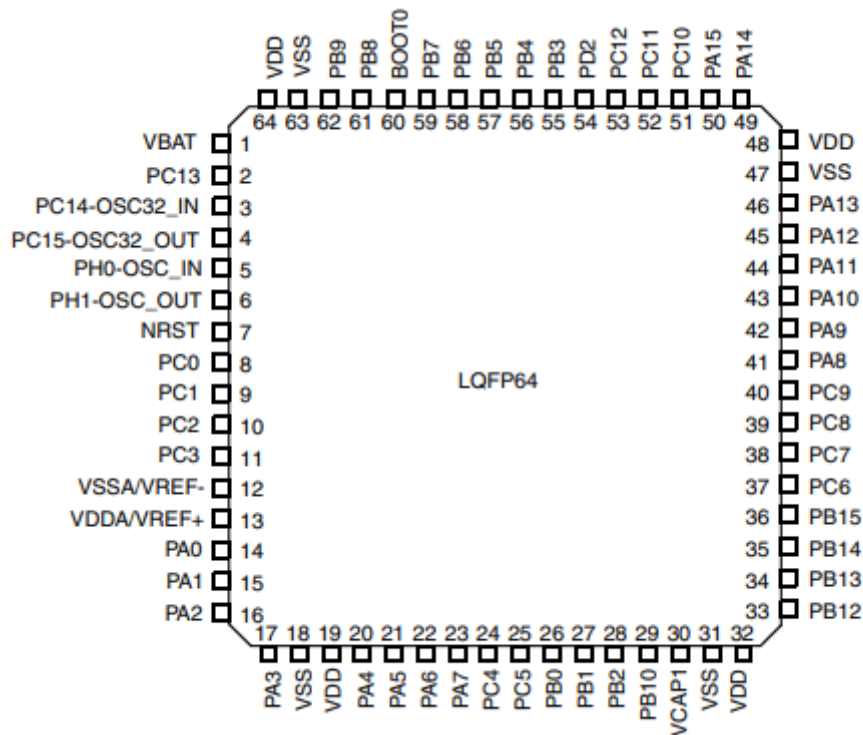 VDD VSS PB9 PB8 BOOT0 PB7 PB6 PB5 PB4 PB3 PD2 PC12 PC11 PC10 PA15 PA14
64 63 62 61 60 59 58 57 56 55 54 53 52 51 50 49
VBAT 1 48 VDD
PC13 2 47 VSS
PC14-OSC32_IN 3 46 PA13
PC15-OSC32_OUT 4 45 PA12
PH0-OSC_IN 5 44 PA11
PH1-OSC_OUT 6 43 PA10
NRST 7 42 PA9
PC0 8 41 PA8
LQFP64
PC1 9 40 PC9
PC2 10 39 PC8
PC3 11 38 PC7
VSSA/VREF- 12 37 PC6
VDDA/VREF+ 13 36 PB15
PA0 14 35 PB14
PA1 15 34 PB13
PA2 16 33 PB12
17 18 19 20 21 22 23 24 25 26 27 28 29 30 31 32
PA3 VSS VDD PA4 PA5 PA6 PA7 PC4 PC5 PB0 PB1 PB2 PB10 VCAP1 VSS VDD